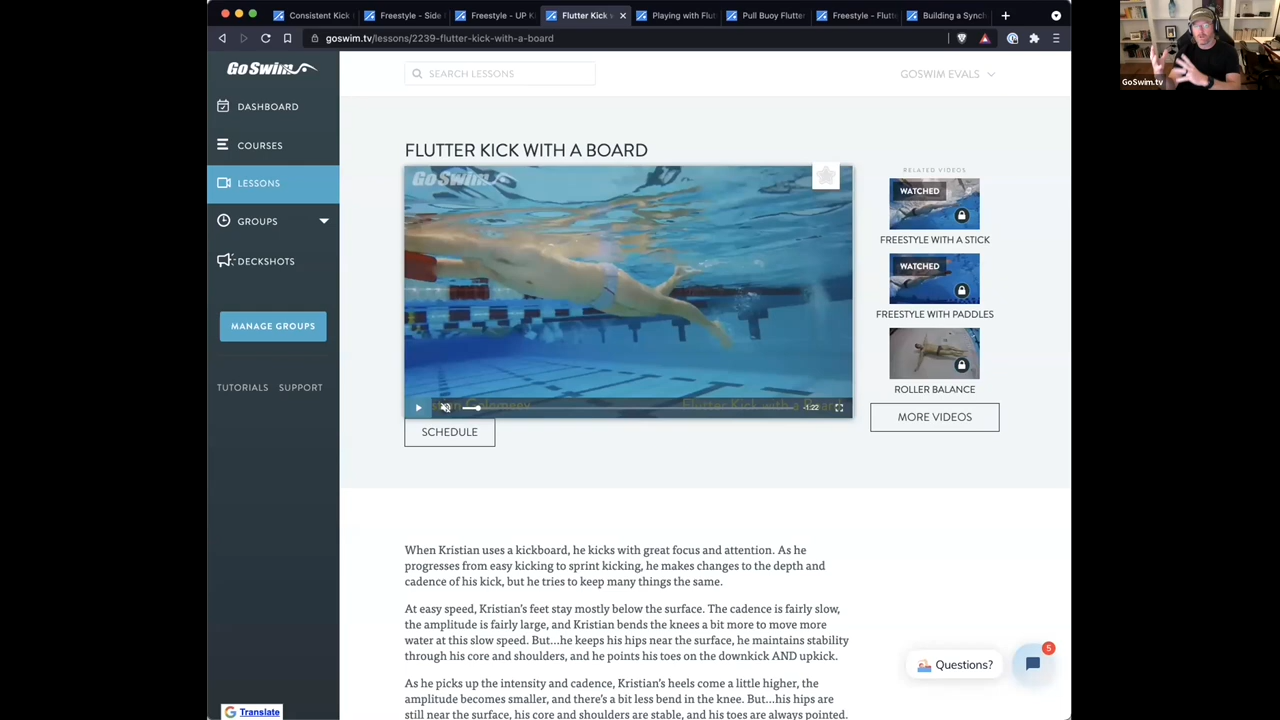 Consistent Kick
Freestyle - Side
Freestyle - UP K
Flutter Kick
Playing with Flut
Pull Buoy Flutter
Freestyle - Flutt
Building a Synch
goswim.tv/lessons/2239-flutter-kick-with-a-board
GoSwim.tv
GoSwim
SEARCH LESSONS
GOSWIM EVALS
DASHBOARD
COURSES
LESSONS
GROUPS
DECKSHOTS
MANAGE GROUPS
TUTORIALS SUPPORT
FLUTTER KICK WITH A BOARD
GoSwim
Flutter Kick with a Board
-1:22
SCHEDULE
RELATED VIDEOS
WATCHED
FREESTYLE WITH A STICK
WATCHED
FREESTYLE WITH PADDLES
ROLLER BALANCE
MORE VIDEOS
When Kristian uses a kickboard, he kicks with great focus and attention. As he
progresses from easy kicking to sprint kicking, he makes changes to the depth and
cadence of his kick, but he tries to keep many things the same.
At easy speed, Kristian's feet stay mostly below the surface. The cadence is fairly slow,
the amplitude is fairly large, and Kristian bends the knees a bit more to move more
water at this slow speed. But...he keeps his hips near the surface, he maintains stability
through his core and shoulders, and he points his toes on the downkick AND upkick.
As he picks up the intensity and cadence, Kristian's heels come a little higher, the
amplitude becomes smaller, and there's a bit less bend in the knee. But...his hips are
still near the surface, his core and shoulders are stable, and his toes are always pointed.
Questions?
5
G Translate